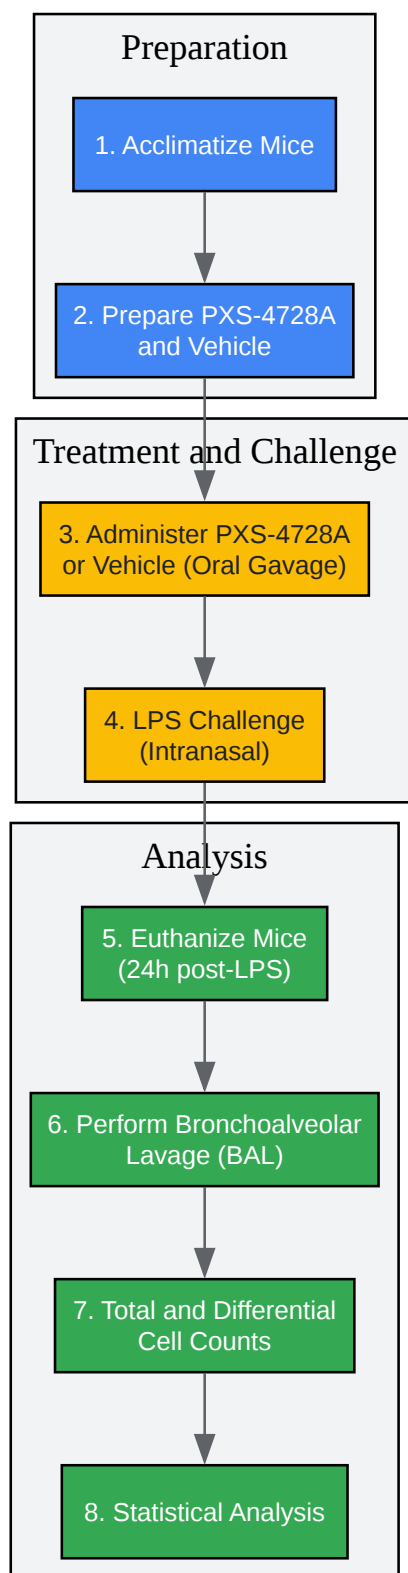 Preparation
1. Acclimatize Mice
2. Prepare PXS-4728A
and Vehicle
Treatment and Challenge
3. Administer PXS-4728A
or Vehicle (Oral Gavage)
4. LPS Challenge
(Intranasal)
Analysis
5. Euthanize Mice
(24h post-LPS)
6. Perform Bronchoalveolar
Lavage (BAL)
7. Total and Differential
Cell Counts
8. Statistical Analysis